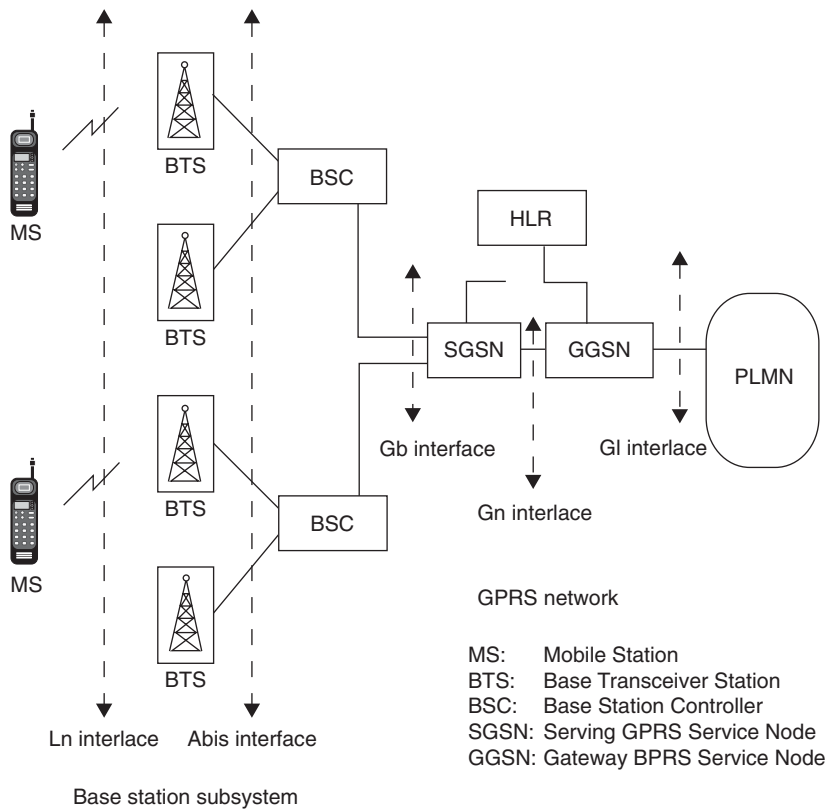 BTS
MS
BSC
BTS
HLR
SGSN
GGSN
PLMN
Gb interface
Gl interlace
Gn interlace
BTS
MS
BSC
BTS
Ln interlace
Abis interface
Base station subsystem
GPRS network
MS: Mobile Station
BTS: Base Transceiver Station
BSC: Base Station Controller
SGSN: Serving GPRS Service Node
GGSN: Gateway BPRS Service Node